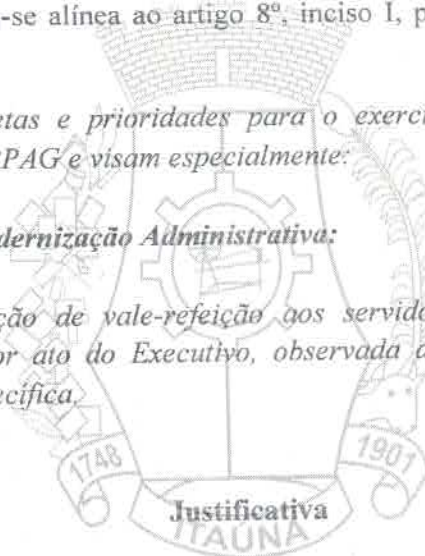 -se alínea ao artigo 8º, inciso I, p
etas e prioridades para o exercí
PPAG e visam especialmente:
dernização Administrativa:
ção de vale-refeição aos servido
or ato do Executivo, observada a
ecífica.
1748
1901
Justificativa
ITAÚNA